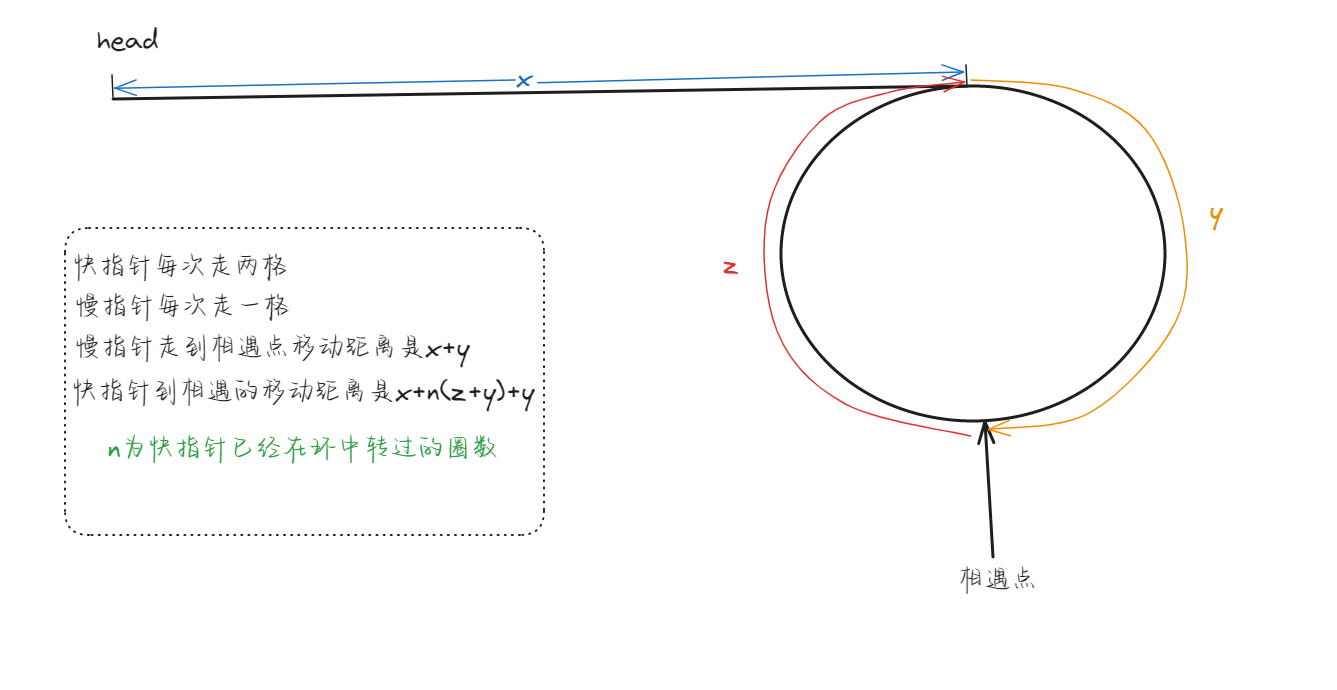 head
x
y
z
快指针每次走两格
慢指针每次走一格
慢指针走到相遇点移动距离是x+y
快指针到相遇的移动距离是x+n(z+y)+y
n为快指针已经在环中转过的圈数
相遇点